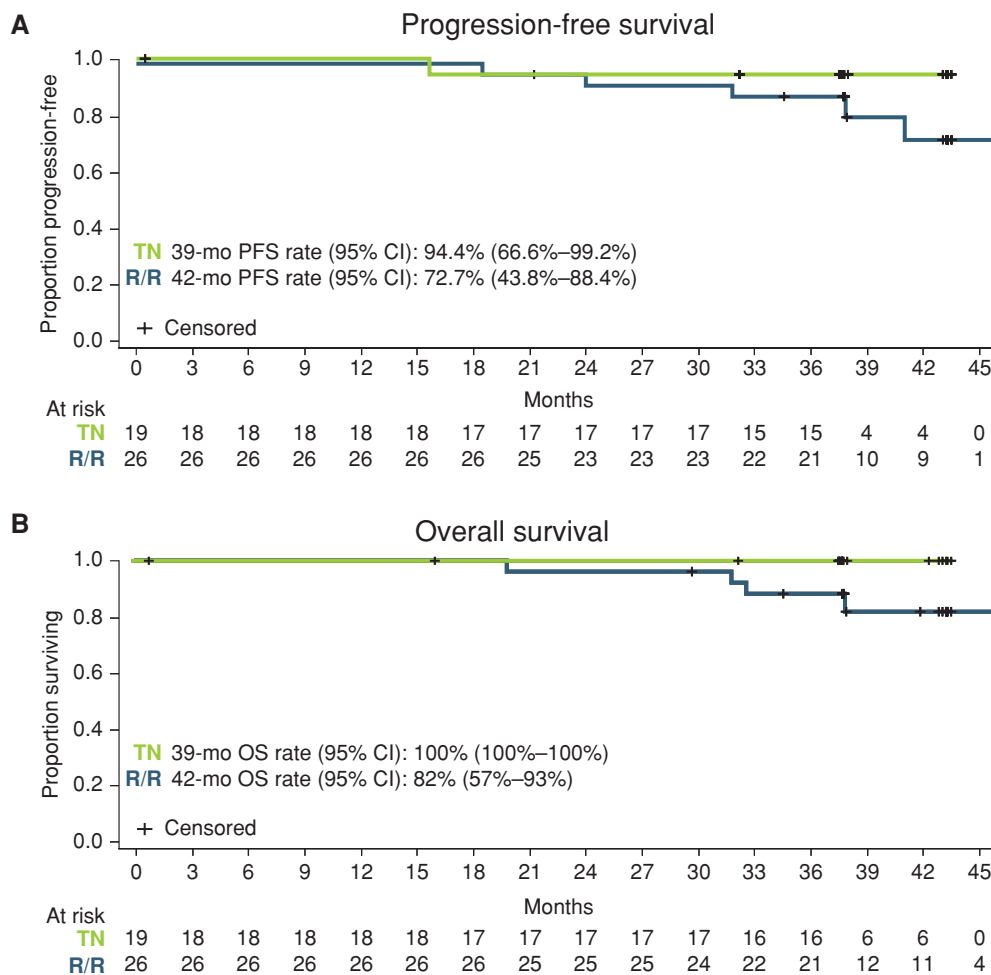 A
Progression-free survival
Proportion progression-free
1.0
0.8
0.6
0.4
0.2
0.0
TN 39-mo PFS rate (95% CI): 94.4% (66.6%–99.2%)
R/R 42-mo PFS rate (95% CI): 72.7% (43.8%–88.4%)
+ Censored
0 3 6 9 12 15 18 21 24 27 30 33 36 39 42 45
Months
At risk
TN 19 18 18 18 18 18 17 17 17 17 17 15 15 4 4 0
R/R 26 26 26 26 26 26 26 25 23 23 23 22 21 10 9 1
B
Overall survival
Proportion surviving
1.0
0.8
0.6
0.4
0.2
0.0
TN 39-mo OS rate (95% CI): 100% (100%–100%)
R/R 42-mo OS rate (95% CI): 82% (57%–93%)
+ Censored
0 3 6 9 12 15 18 21 24 27 30 33 36 39 42 45
Months
At risk
TN 19 18 18 18 18 18 17 17 17 17 17 16 16 6 6 0
R/R 26 26 26 26 26 26 26 25 25 25 24 22 21 12 11 4